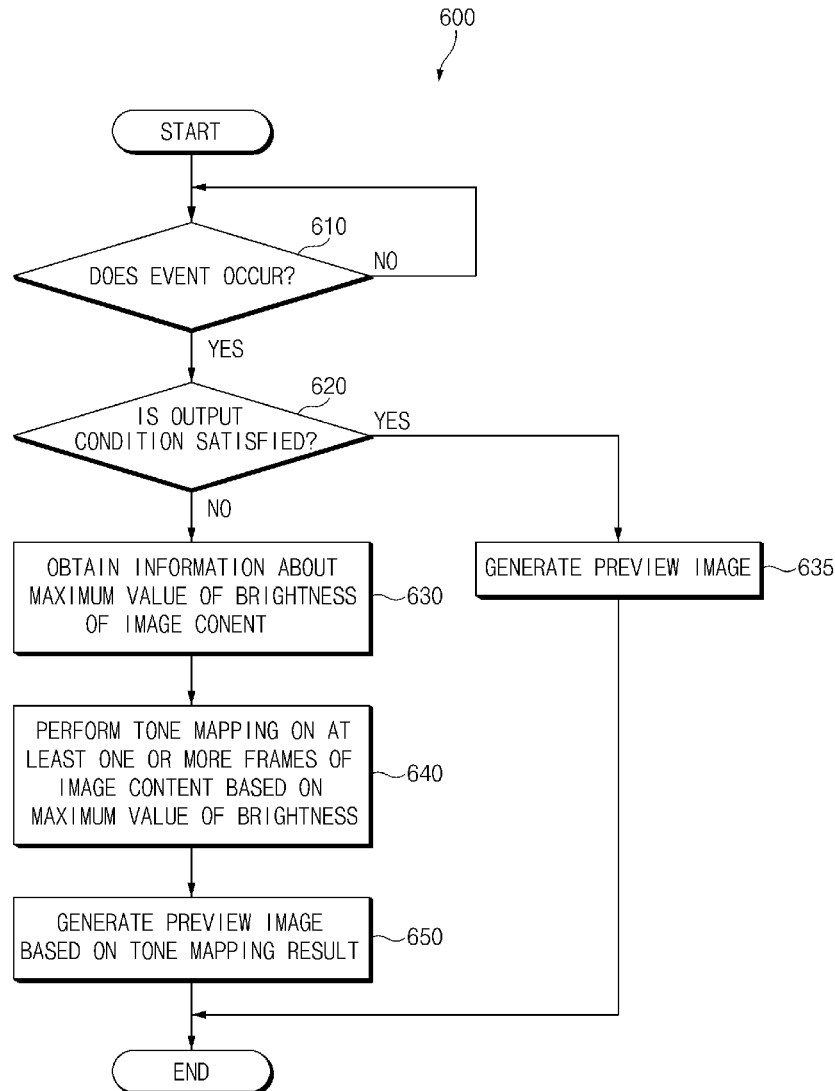 600
START
610
DOES EVENT OCCUR?
NO
YES
620
IS OUTPUT
CONDITION SATISFIED?
YES
NO
OBTAIN INFORMATION ABOUT
MAXIMUM VALUE OF BRIGHTNESS
OF IMAGE CONENT
630
GENERATE PREVIEW IMAGE
635
PERFORM TONE MAPPING ON AT
LEAST ONE OR MORE FRAMES OF
IMAGE CONTENT BASED ON
MAXIMUM VALUE OF BRIGHTNESS
640
GENERATE PREVIEW IMAGE
BASED ON TONE MAPPING RESULT
650
END